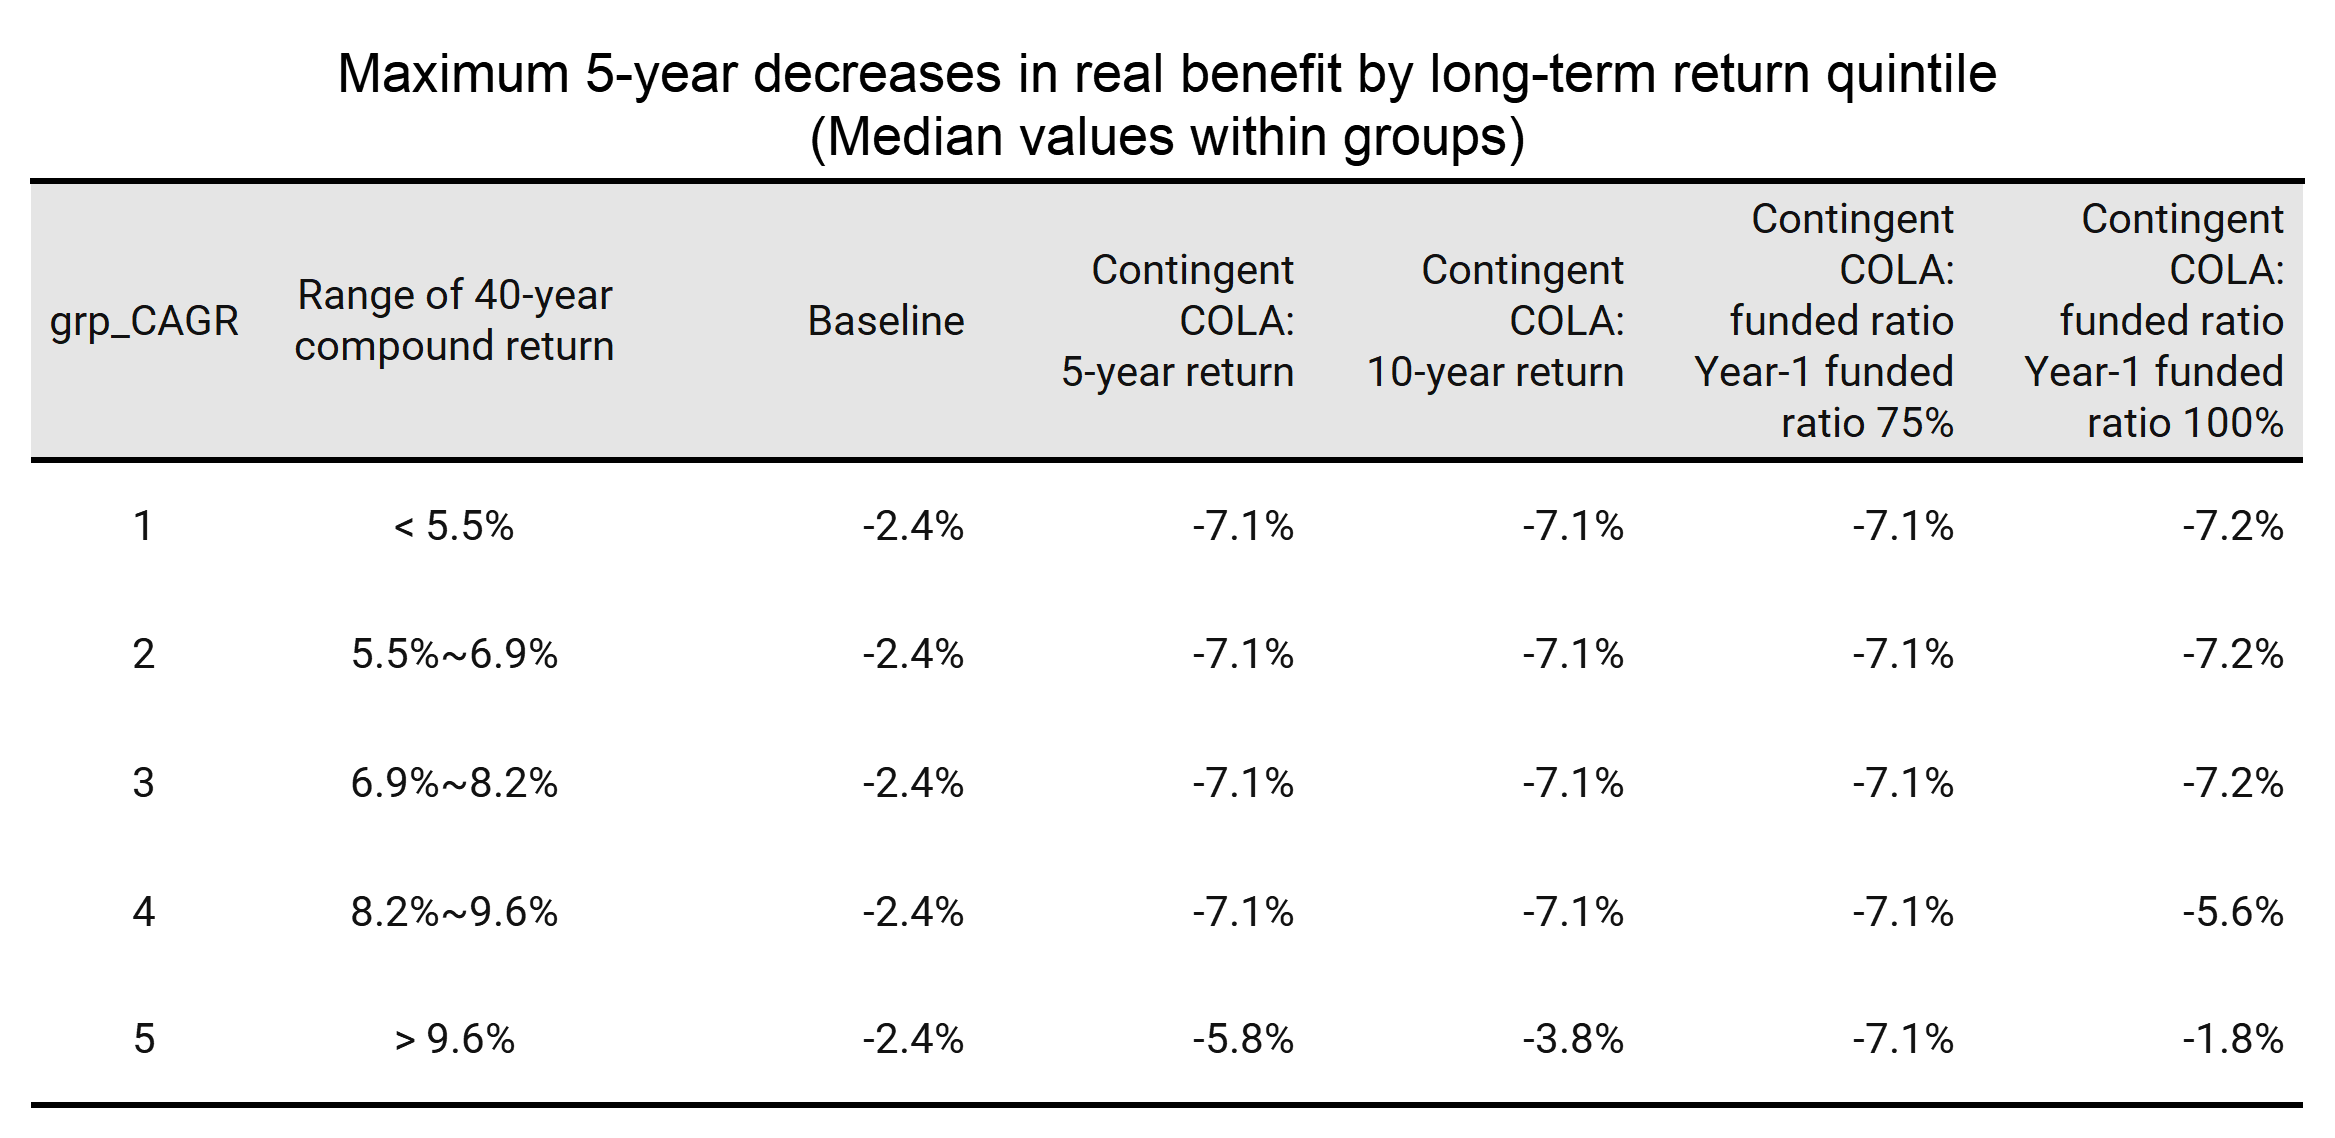 Maximum 5-year decreases in real benefit by long-term return quintile
(Median values within groups)
grp_CAGR
Range of 40-year
compound return
Baseline
Contingent
COLA:
5-year return
Contingent
COLA:
10-year return
Contingent
COLA:
funded ratio
Year-1 funded
ratio 75%
Contingent
COLA:
funded ratio
Year-1 funded
ratio 100%
1 < 5.5% -2.4% -7.1% -7.1% -7.1% -7.2%
2 5.5%~6.9% -2.4% -7.1% -7.1% -7.1% -7.2%
3 6.9%~8.2% -2.4% -7.1% -7.1% -7.1% -7.2%
4 8.2%~9.6% -2.4% -7.1% -7.1% -7.1% -5.6%
5 > 9.6% -2.4% -5.8% -3.8% -7.1% -1.8%